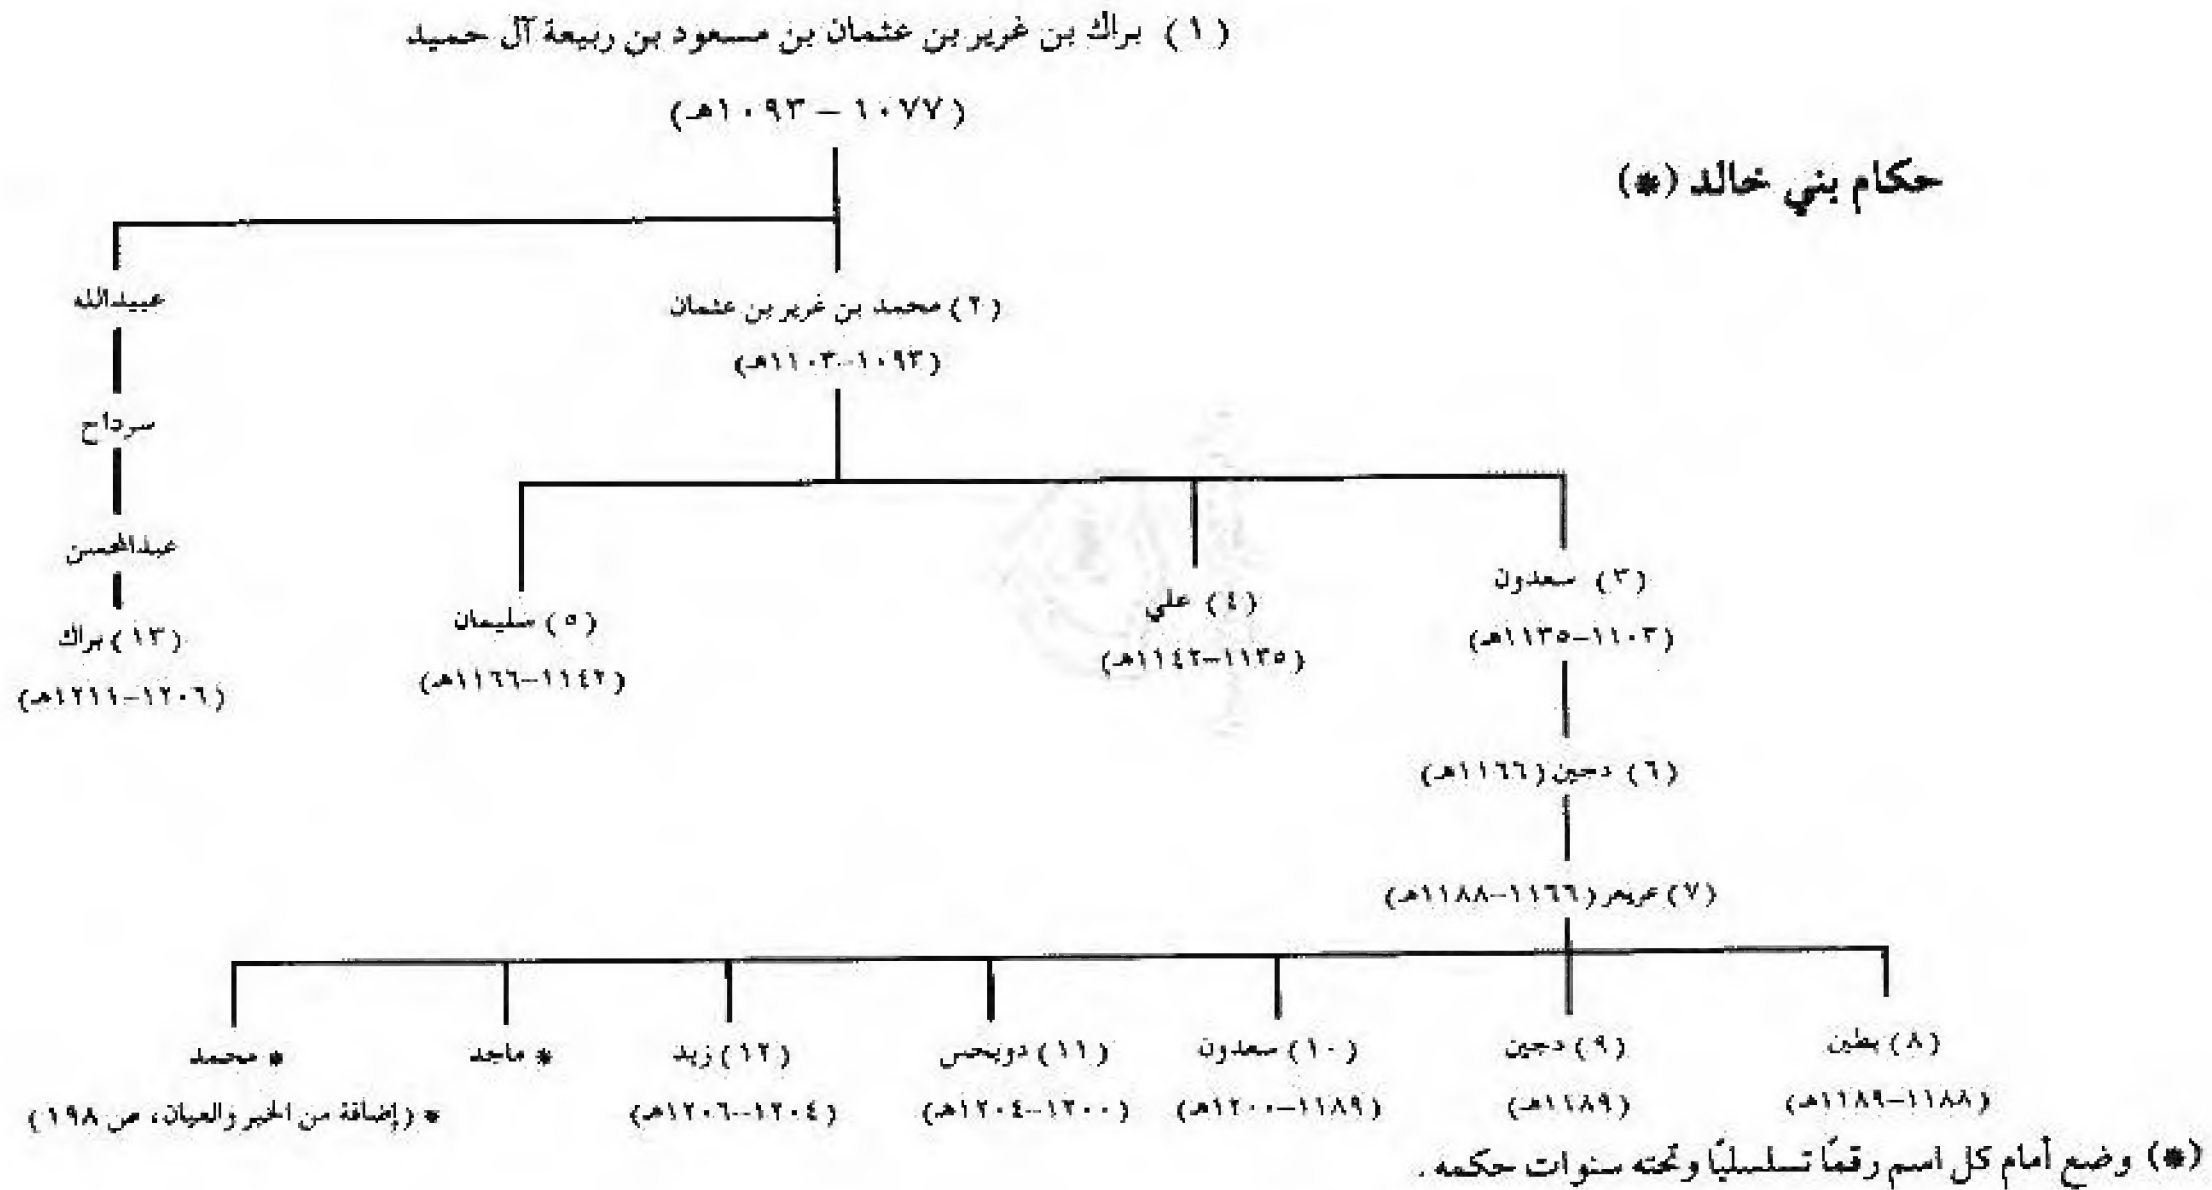 (١) براك بن غرير بن عثمان بن مسعود بن ربيعة آل حميد
(١٠٧٧ – ١٠٩٣هـ)
حكام بني خالد (*)
عبيدالله
(٢) محمد بن غرير بن عثمان
(١٠٩٣–١١٠٣هـ)
سرداح
عبدالمحسن
(٣) سعدون
(١١٠٣–١١٣٥هـ)
(٤) علي
(١١٣٥–١١٤٢هـ)
(٥) سليمان
(١١٤٢–١١٦٦هـ)
(١٣) براك
(١٢٠٦–١٢١١هـ)
(٦) دجين (١١٦٦هـ)
(٧) عريعر (١١٦٦–١١٨٨هـ)
(٨) بطين
(١١٨٨–١١٨٩هـ)
(٩) دجين
(١١٨٩هـ)
(١٠) سعدون
(١١٨٩–١٢٠٠هـ)
(١١) دويحس
(١٢٠٠–١٢٠٤هـ)
(١٢) زيد
(١٢٠٤–١٢٠٦هـ)
* ماجد
* محمد
* (إضافة من الخبر والعيان، ص ١٩٨)
(*) وضع أمام كل اسم رقمًا تسلسليًا وتحته سنوات حكمه.